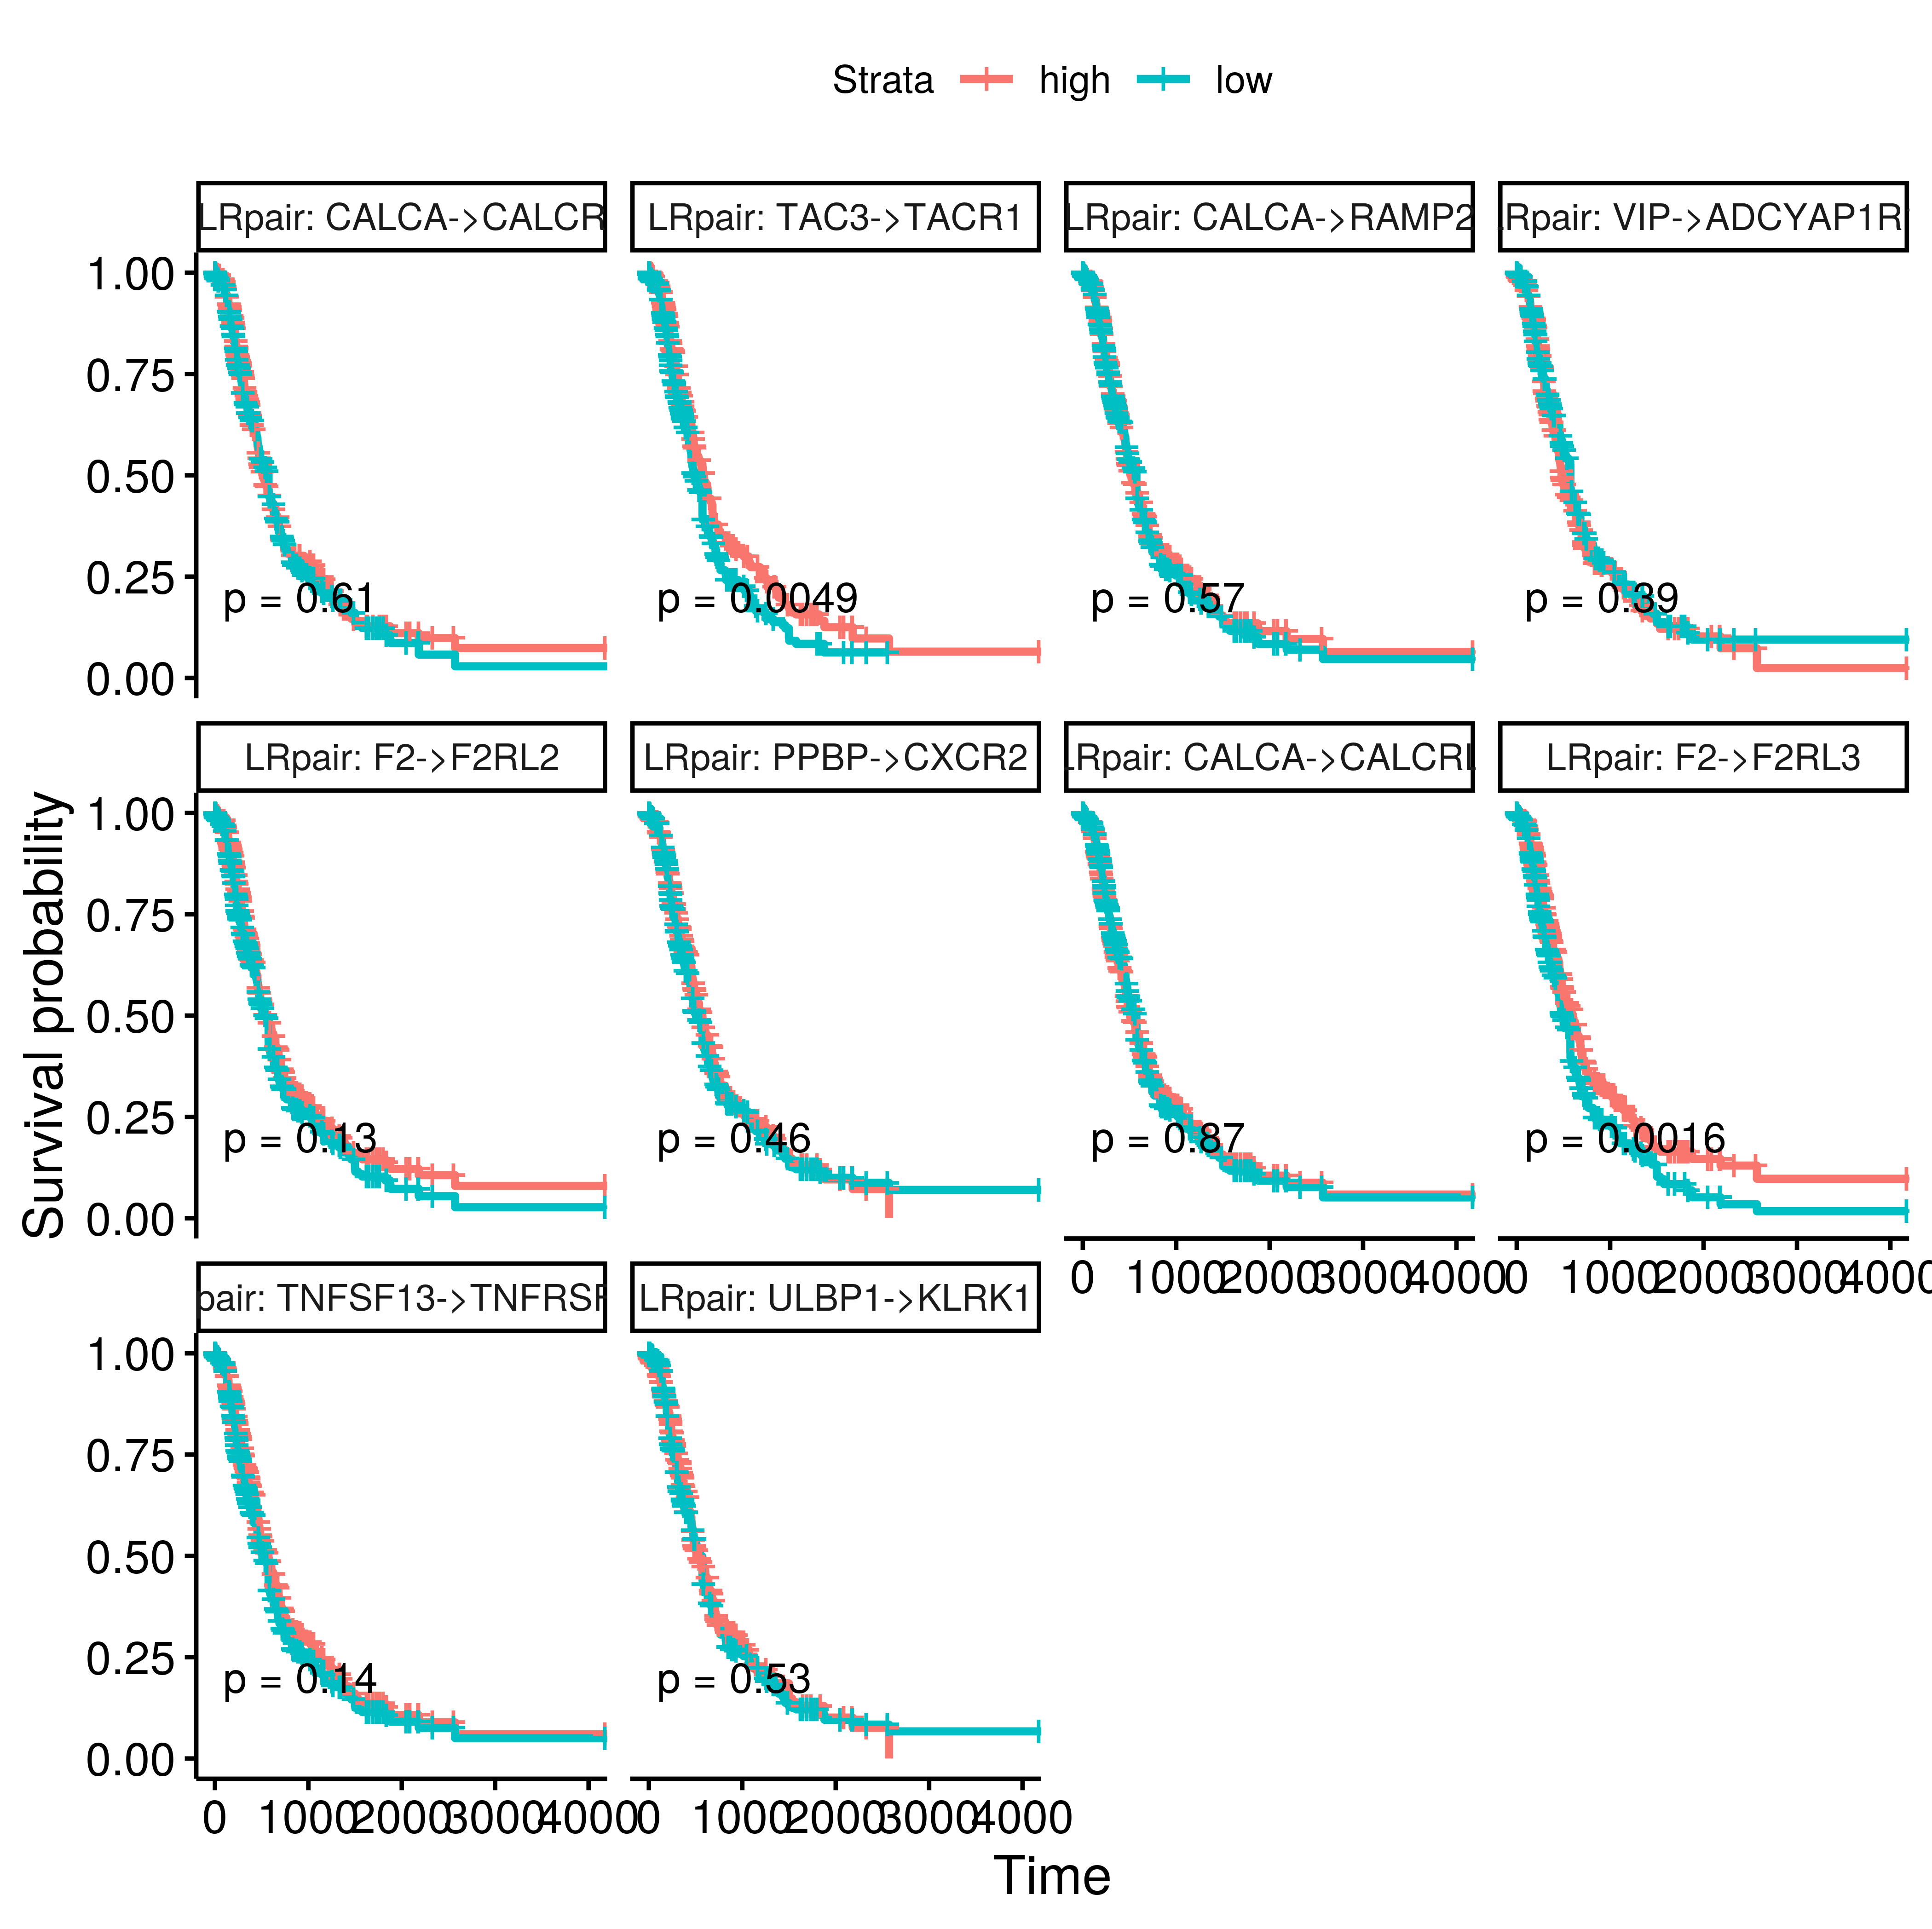 Strata high low
LRpair: CALCA->CALCR
LRpair: TAC3->TACR1
LRpair: CALCA->RAMP2
Rpair: VIP->ADCYAP1R
1.00
0.75
0.50
0.25
0.00
p = 0.61
p = 0.0049
p = 0.57
p = 0.39
LRpair: F2->F2RL2
LRpair: PPBP->CXCR2
LRpair: CALCA->CALCRL
LRpair: F2->F2RL3
Survival probability
1.00
0.75
0.50
0.25
0.00
p = 0.13
p = 0.46
p = 0.87
p = 0.0016
0 1000 2000 3000 4000
0 1000 2000 3000 4000
pair: TNFSF13->TNFRSF
LRpair: ULBP1->KLRK1
1.00
0.75
0.50
0.25
0.00
p = 0.14
p = 0.53
0 1000 2000 3000 4000
0 1000 2000 3000 4000
Time